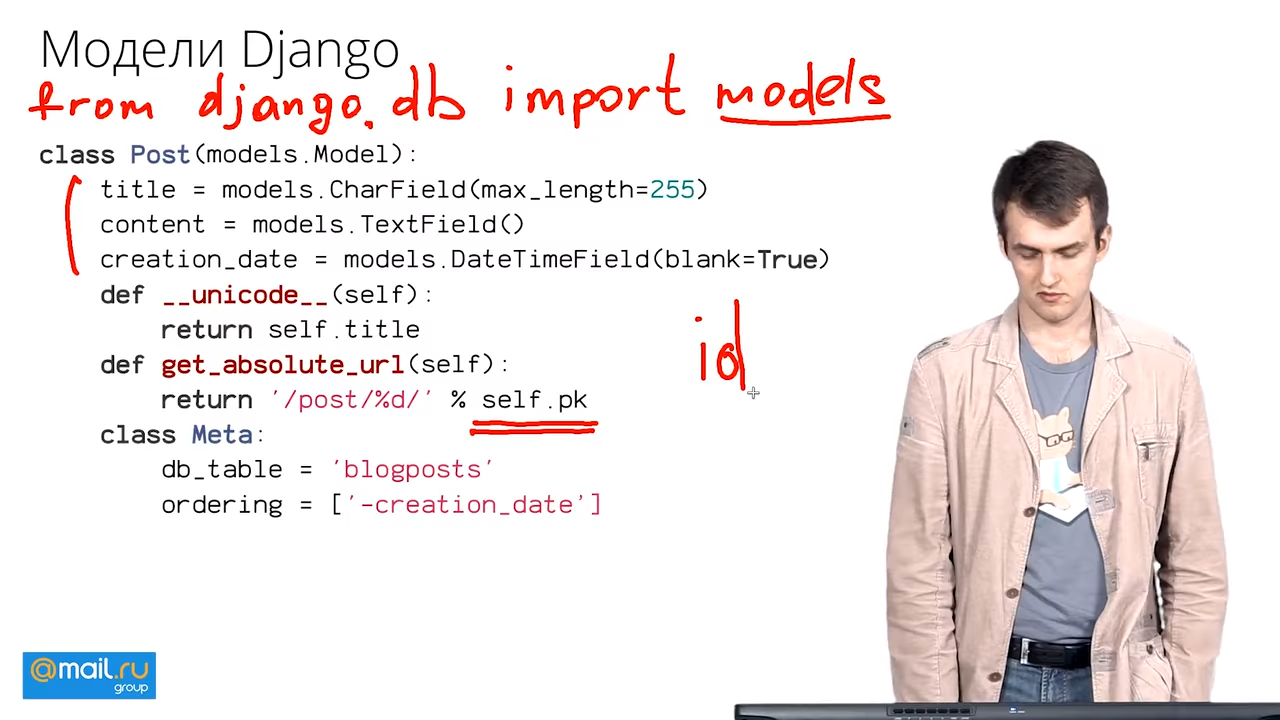 Модели Django
from django.db import models
class Post(models.Model):
title = models.CharField(max_length=255)
content = models.TextField()
creation_date = models.DateTimeField(blank=True)
def __unicode__(self):
return self.title
def get_absolute_url(self):
return '/post/%d/' % self.pk
id
class Meta:
db_table = 'blogposts'
ordering = ['-creation_date']
@mail.ru
group